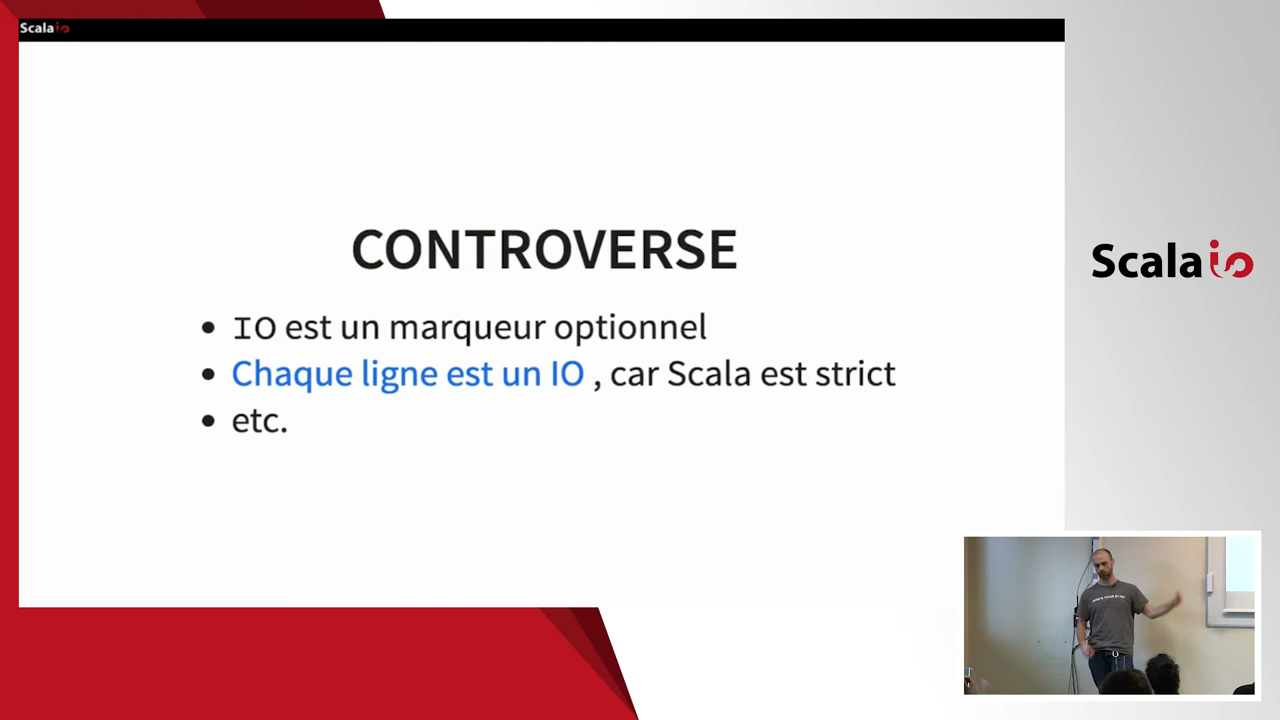 Scalaio
CONTROVERSE
IO est un marqueur optionnel
Chaque ligne est un IO , car Scala est strict
etc.
Scalaio